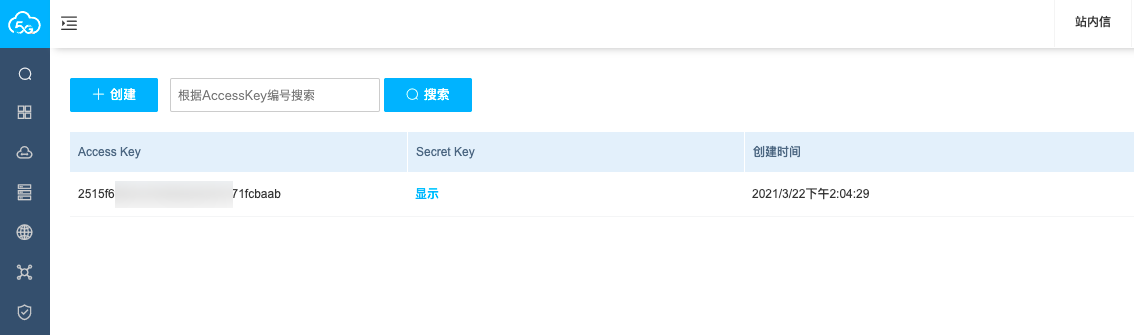 5G
站内信
创建
根据AccessKey编号搜索
搜索
Access Key
Secret Key
创建时间
2515f6
71fcbaab
显示
2021/3/22下午2:04:29